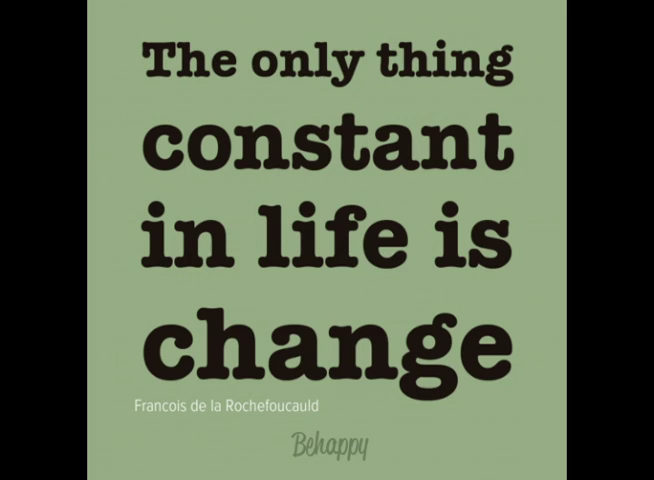 The only thing
constant
in life is
change
Francois de la Rochefoucauld
Behappy